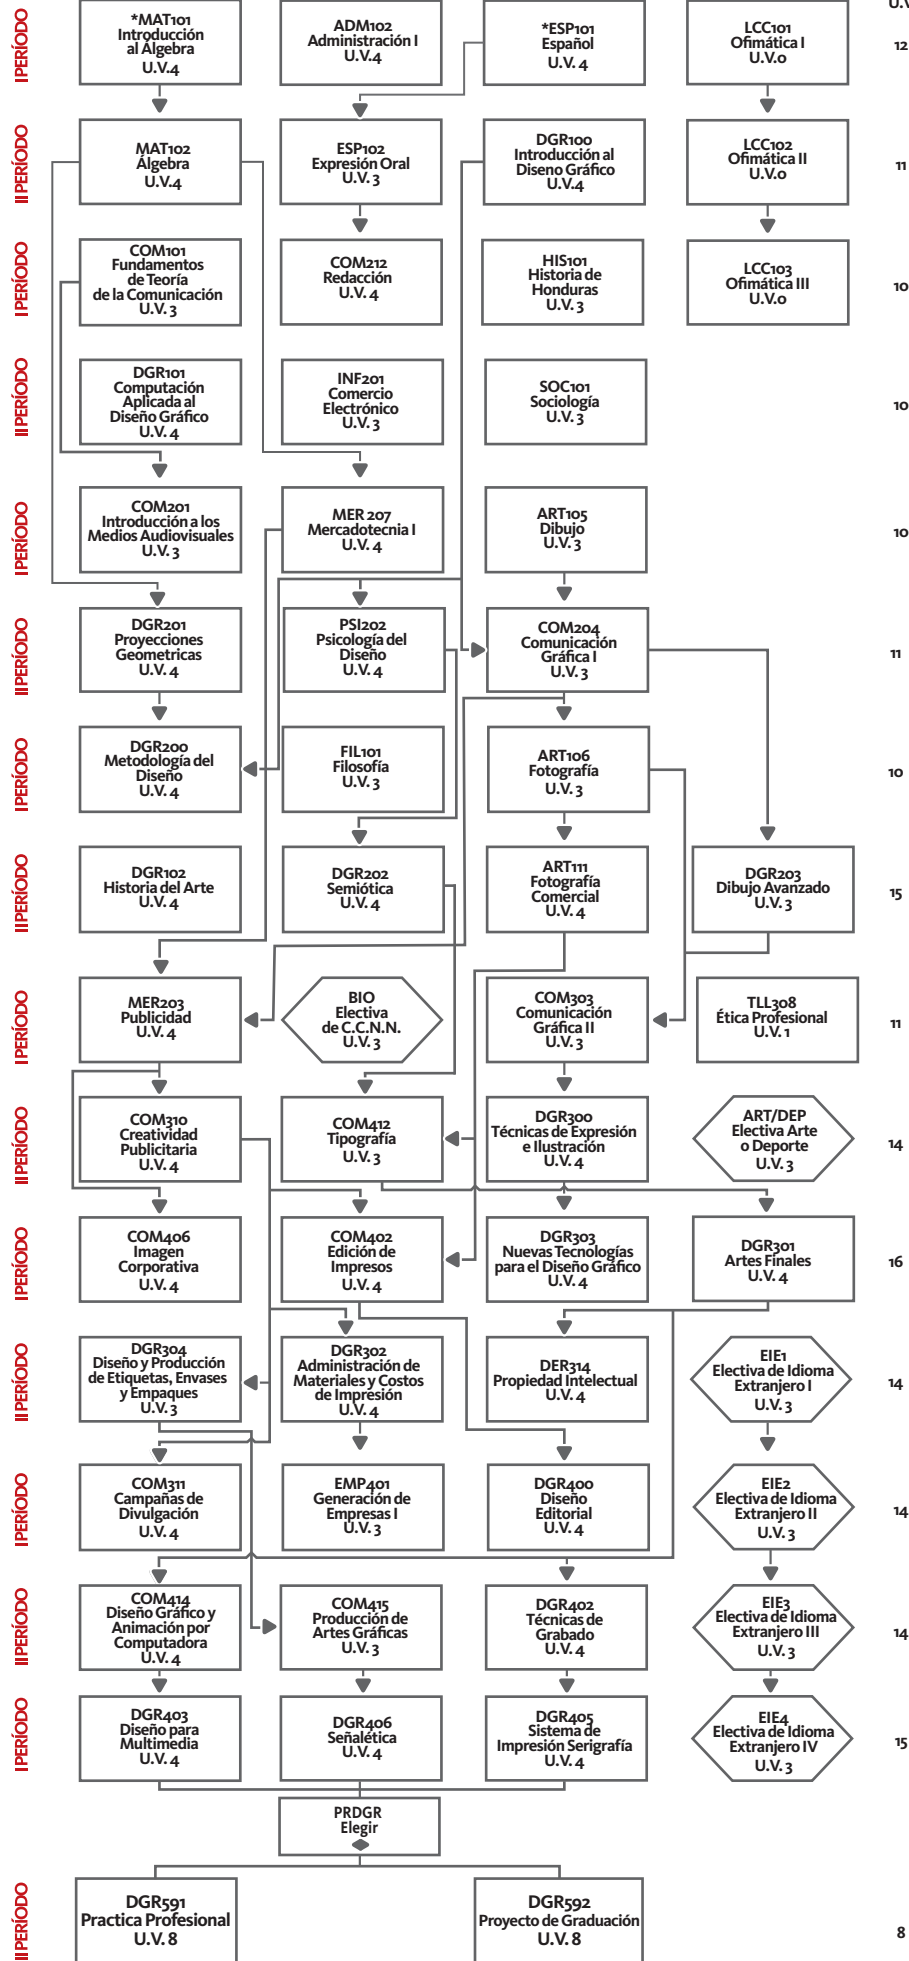 U.V.
I PERÍODO
*MAT101
Introducción
al Álgebra
U.V.4
ADM102
Administración I
U.V.4
*ESP101
Español
U.V. 4
LCC101
Ofimática I
U.V.0
12
II PERÍODO
MAT102
Álgebra
U.V.4
ESP102
Expresión Oral
U.V. 3
DGR100
Introducción al
Diseno Gráfico
U.V.4
LCC102
Ofimática II
U.V.0
11
I PERÍODO
COM101
Fundamentos
de Teoría
de la Comunicación
U.V. 3
COM212
Redacción
U.V. 4
HIS101
Historia de
Honduras
U.V. 3
LCC103
Ofimática III
U.V.0
10
II PERÍODO
DGR101
Computación
Aplicada al
Diseño Gráfico
U.V. 4
INF201
Comercio
Electrónico
U.V. 3
SOC101
Sociología
U.V. 3
10
I PERÍODO
COM201
Introducción a los
Medios Audiovisuales
U.V. 3
MER 207
Mercadotecnia I
U.V. 4
ART105
Dibujo
U.V. 3
10
II PERÍODO
DGR201
Proyecciones
Geometricas
U.V. 4
PSI202
Psicología del
Diseño
U.V. 4
COM204
Comunicación
Gráfica I
U.V. 3
11
I PERÍODO
DGR200
Metodología del
Diseño
U.V. 4
FIL101
Filosofía
U.V. 3
ART106
Fotografía
U.V. 3
10
II PERÍODO
DGR102
Historia del Arte
U.V. 4
DGR202
Semiótica
U.V. 4
ART111
Fotografía
Comercial
U.V. 4
DGR203
Dibujo Avanzado
U.V. 3
15
I PERÍODO
MER203
Publicidad
U.V. 4
BIO
Electiva
de C.C.N.N.
U.V. 3
COM303
Comunicación
Gráfica II
U.V. 3
TLL308
Ética Profesional
U.V. 1
11
II PERÍODO
COM310
Creatividad
Publicitaria
U.V. 4
COM412
Tipografía
U.V. 3
DGR300
Técnicas de Expresión
e Ilustración
U.V. 4
ART/DEP
Electiva Arte
o Deporte
U.V. 3
14
I PERÍODO
COM406
Imagen
Corporativa
U.V. 4
COM402
Edición de
Impresos
U.V. 4
DGR303
Nuevas Tecnologías
para el Diseño Gráfico
U.V. 4
DGR301
Artes Finales
U.V. 4
16
II PERÍODO
DGR304
Diseño y Producción
de Etiquetas, Envases
y Empaques
U.V. 3
DGR302
Administración de
Materiales y Costos
de Impresión
U.V. 4
DER314
Propiedad Intelectual
U.V. 4
EIE1
Electiva de Idioma
Extranjero I
U.V. 3
14
I PERÍODO
COM311
Campañas de
Divulgación
U.V. 4
EMP401
Generación de
Empresas I
U.V. 3
DGR400
Diseño
Editorial
U.V. 4
EIE2
Electiva de Idioma
Extranjero II
U.V. 3
14
II PERÍODO
COM414
Diseño Gráfico y
Animación por
Computadora
U.V. 4
COM415
Producción de
Artes Gráficas
U.V. 3
DGR402
Técnicas de
Grabado
U.V. 4
EIE3
Electiva de Idioma
Extranjero III
U.V. 3
14
I PERÍODO
DGR403
Diseño para
Multimedia
U.V. 4
DGR406
Señalética
U.V. 4
DGR405
Sistema de
Impresión Serigrafía
U.V. 4
EIE4
Electiva de Idioma
Extranjero IV
U.V. 3
15
PRDGR
Elegir
II PERÍODO
DGR591
Practica Profesional
U.V. 8
DGR592
Proyecto de Graduación
U.V. 8
8